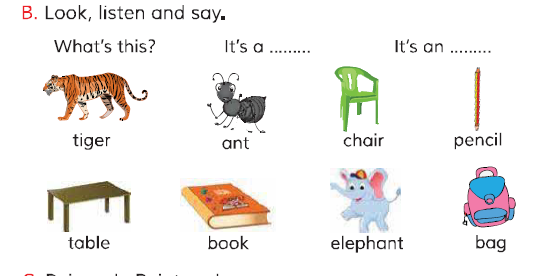 B. Look, listen and say.
What's this? It's a ......... It's an .........
tiger ant chair pencil
table book elephant bag